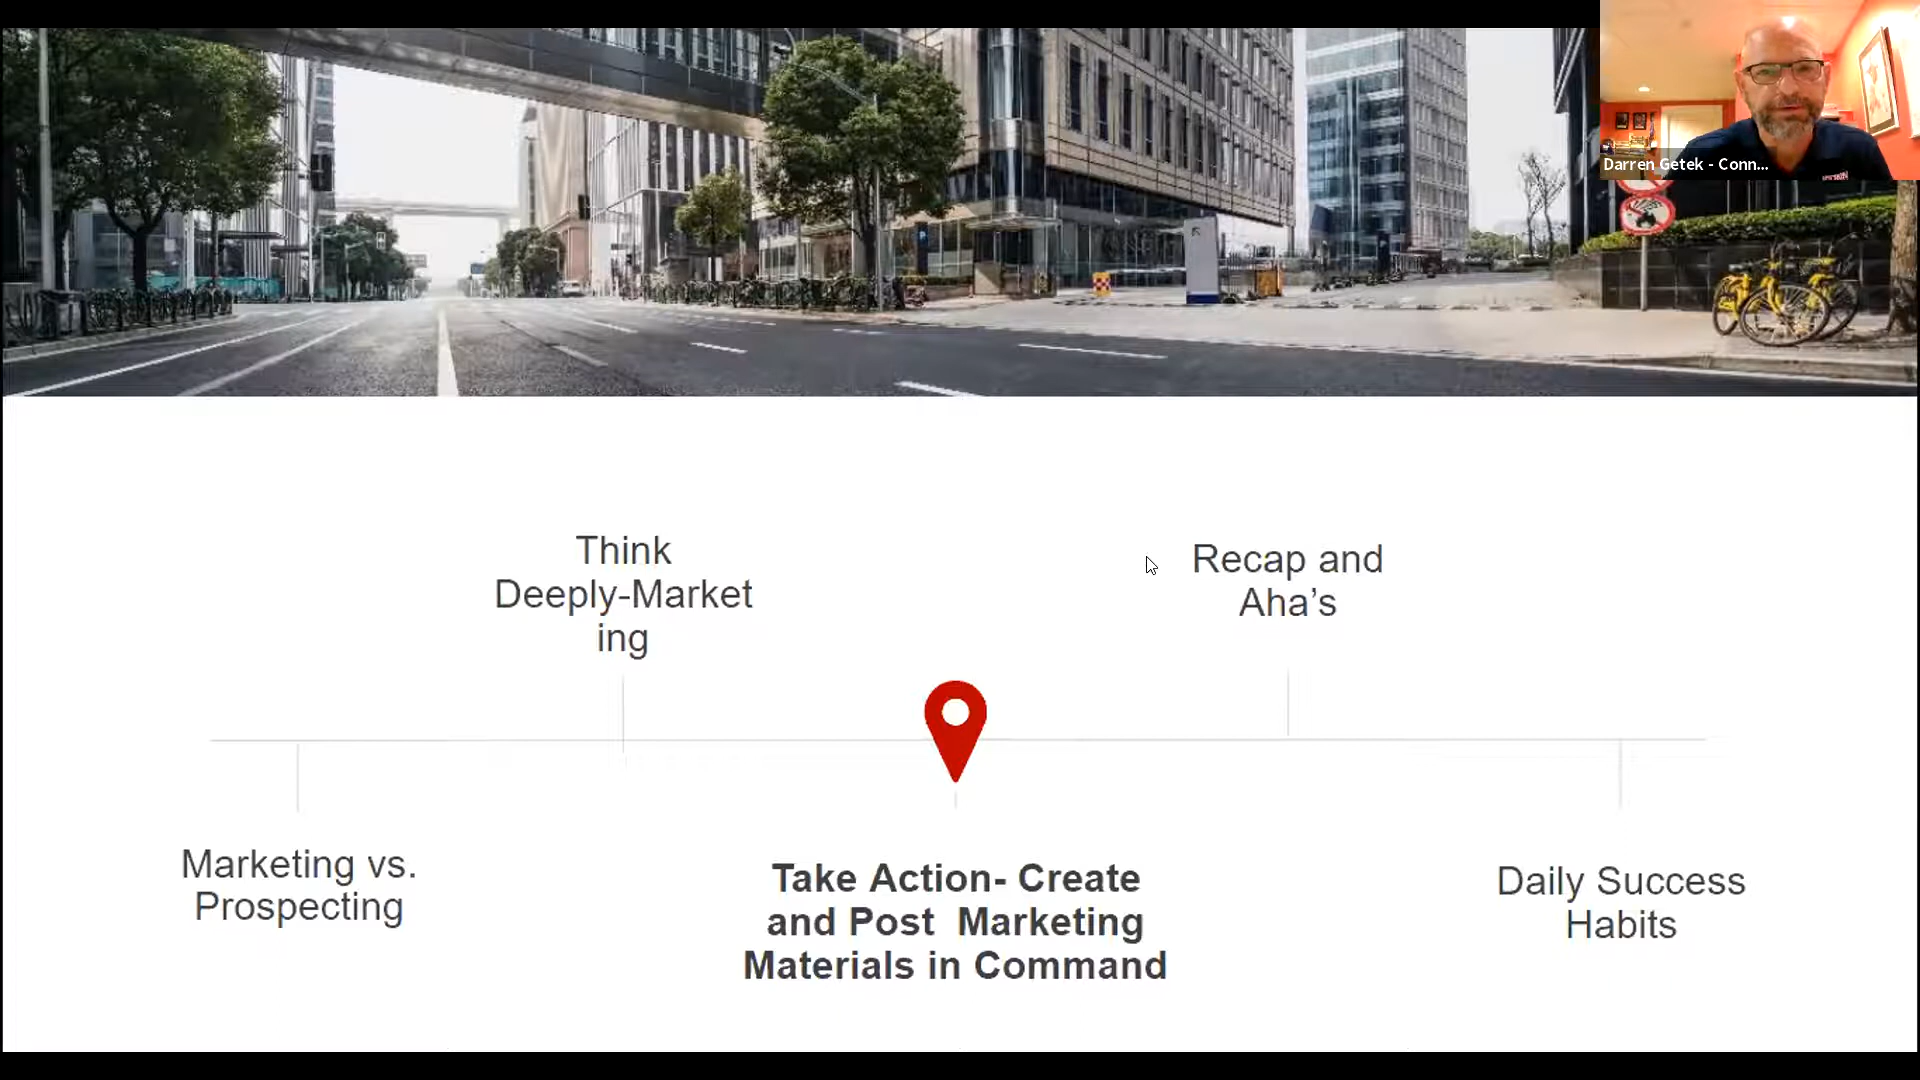 Darren Getek - Conn...
Think
Deeply-Market
ing
Recap and
Aha’s
Marketing vs.
Prospecting
Take Action- Create
and Post  Marketing
Materials in Command
Daily Success
Habits